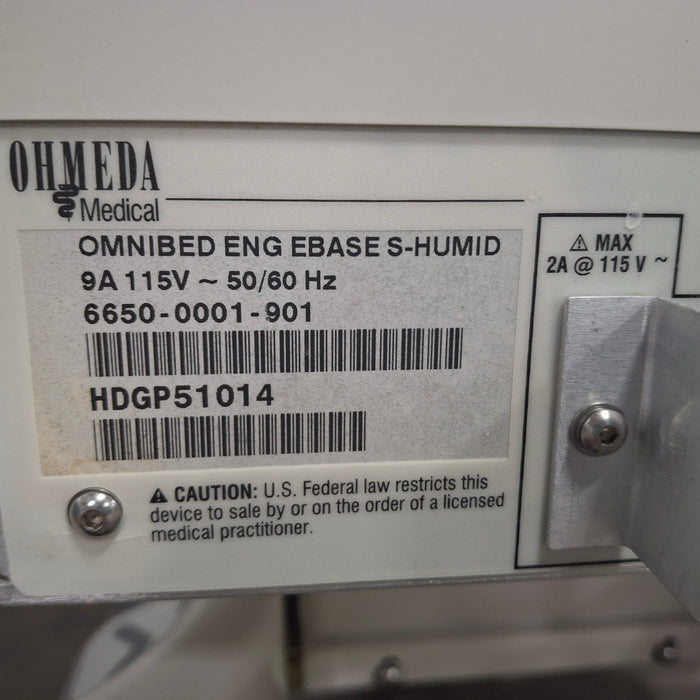 OHMEDA
Medical
OMNIBED ENG EBASE S-HUMID
9A 115V ~ 50/60 Hz
6650-0001-901
HDGP51014
⚠ CAUTION: U.S. Federal law restricts this
device to sale by or on the order of a licensed
medical practitioner.
⚠ MAX
2A @ 115 V ~